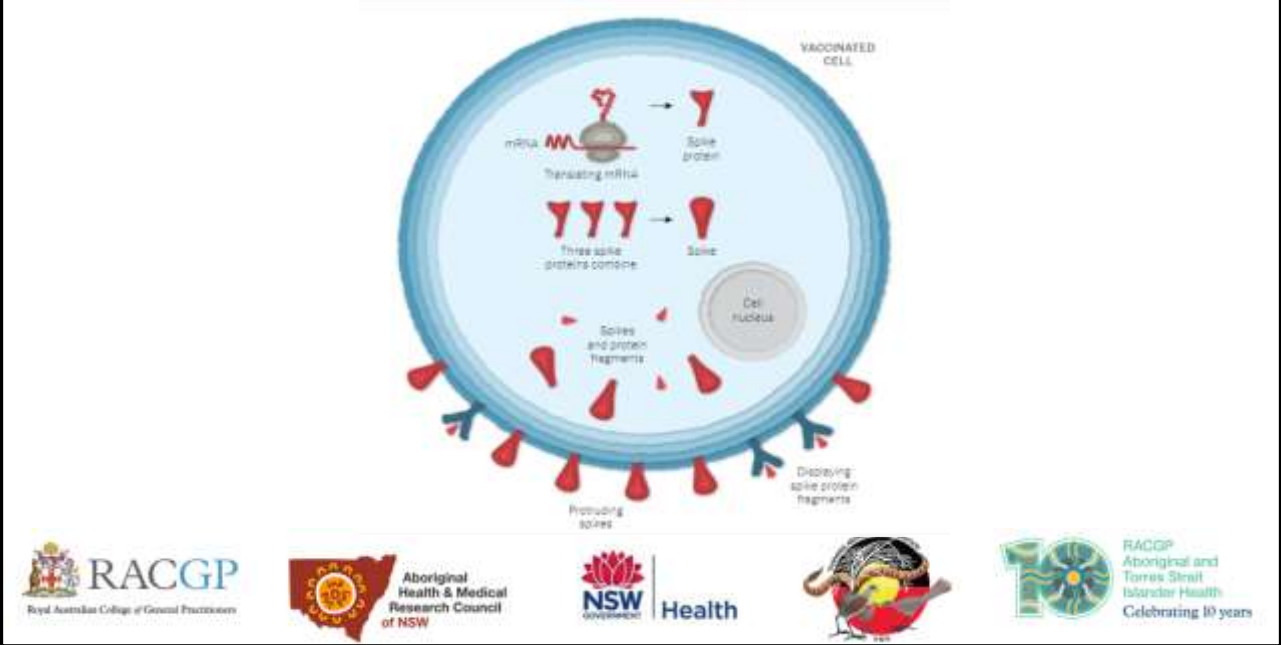 VACCINATED
CELL
mRNA
Translating mRNA
Spike
protein
Three spike
proteins combine
Spike
Cell
nucleus
Spikes
and protein
fragments
Displaying
spike protein
fragments
Protruding
spikes
RACGP
Royal Australian College of General Practitioners
Aboriginal
Health & Medical
Research Council
of NSW
NSW
GOVERNMENT
Health
10
RACGP
Aboriginal and
Torres Strait
Islander Health
Celebrating 10 years